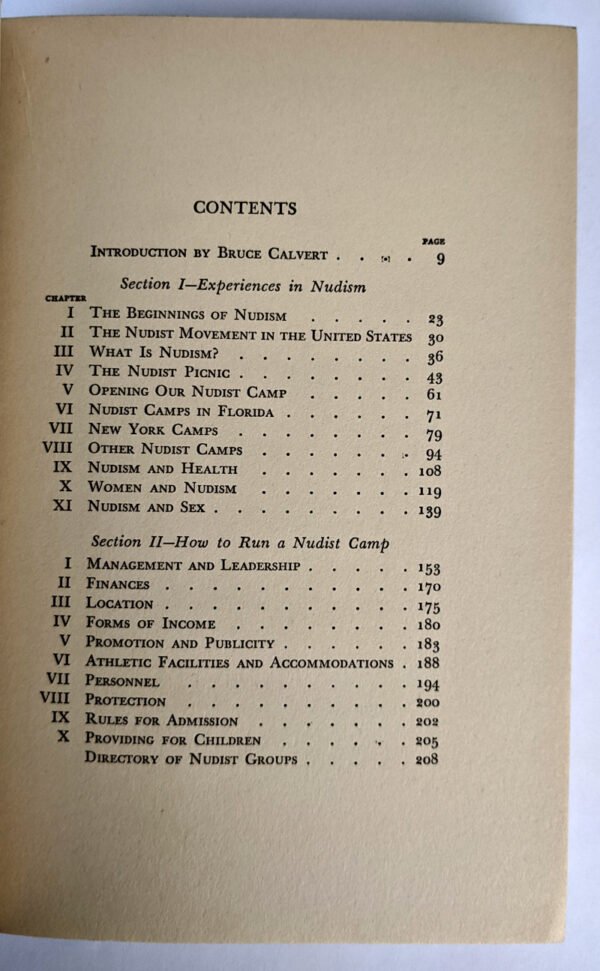 CONTENTS
PAGE
INTRODUCTION BY BRUCE CALVERT . . . . 9
Section I—Experiences in Nudism
CHAPTER
I THE BEGINNINGS OF NUDISM . . . . . 23
II THE NUDIST MOVEMENT IN THE UNITED STATES 30
III WHAT IS NUDISM? . . . . . . . . 36
IV THE NUDIST PICNIC . . . . . . . . 43
V OPENING OUR NUDIST CAMP . . . . . 61
VI NUDIST CAMPS IN FLORIDA . . . . . . 71
VII NEW YORK CAMPS . . . . . . . . 79
VIII OTHER NUDIST CAMPS . . . . . . . 94
IX NUDISM AND HEALTH . . . . . . . 108
X WOMEN AND NUDISM . . . . . . . 119
XI NUDISM AND SEX . . . . . . . . . 139
Section II—How to Run a Nudist Camp
I MANAGEMENT AND LEADERSHIP . . . . . 153
II FINANCES . . . . . . . . . . . 170
III LOCATION . . . . . . . . . . . 175
IV FORMS OF INCOME . . . . . . . . 180
V PROMOTION AND PUBLICITY . . . . . . 183
VI ATHLETIC FACILITIES AND ACCOMMODATIONS . 188
VII PERSONNEL . . . . . . . . . . 194
VIII PROTECTION . . . . . . . . . . 200
IX RULES FOR ADMISSION . . . . . . . 202
X PROVIDING FOR CHILDREN . . . . . . 205
DIRECTORY OF NUDIST GROUPS . . . . . 208